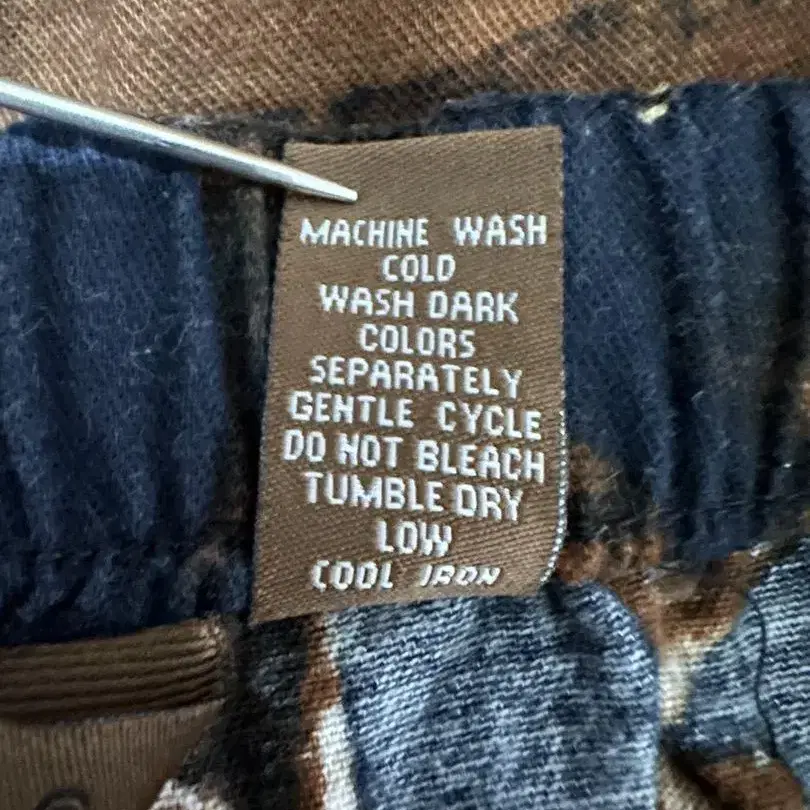 MACHINE WASH
COLD
WASH DARK
COLORS
SEPARATELY
GENTLE CYCLE
DO NOT BLEACH
TUMBLE DRY
LOW
COOL IRON